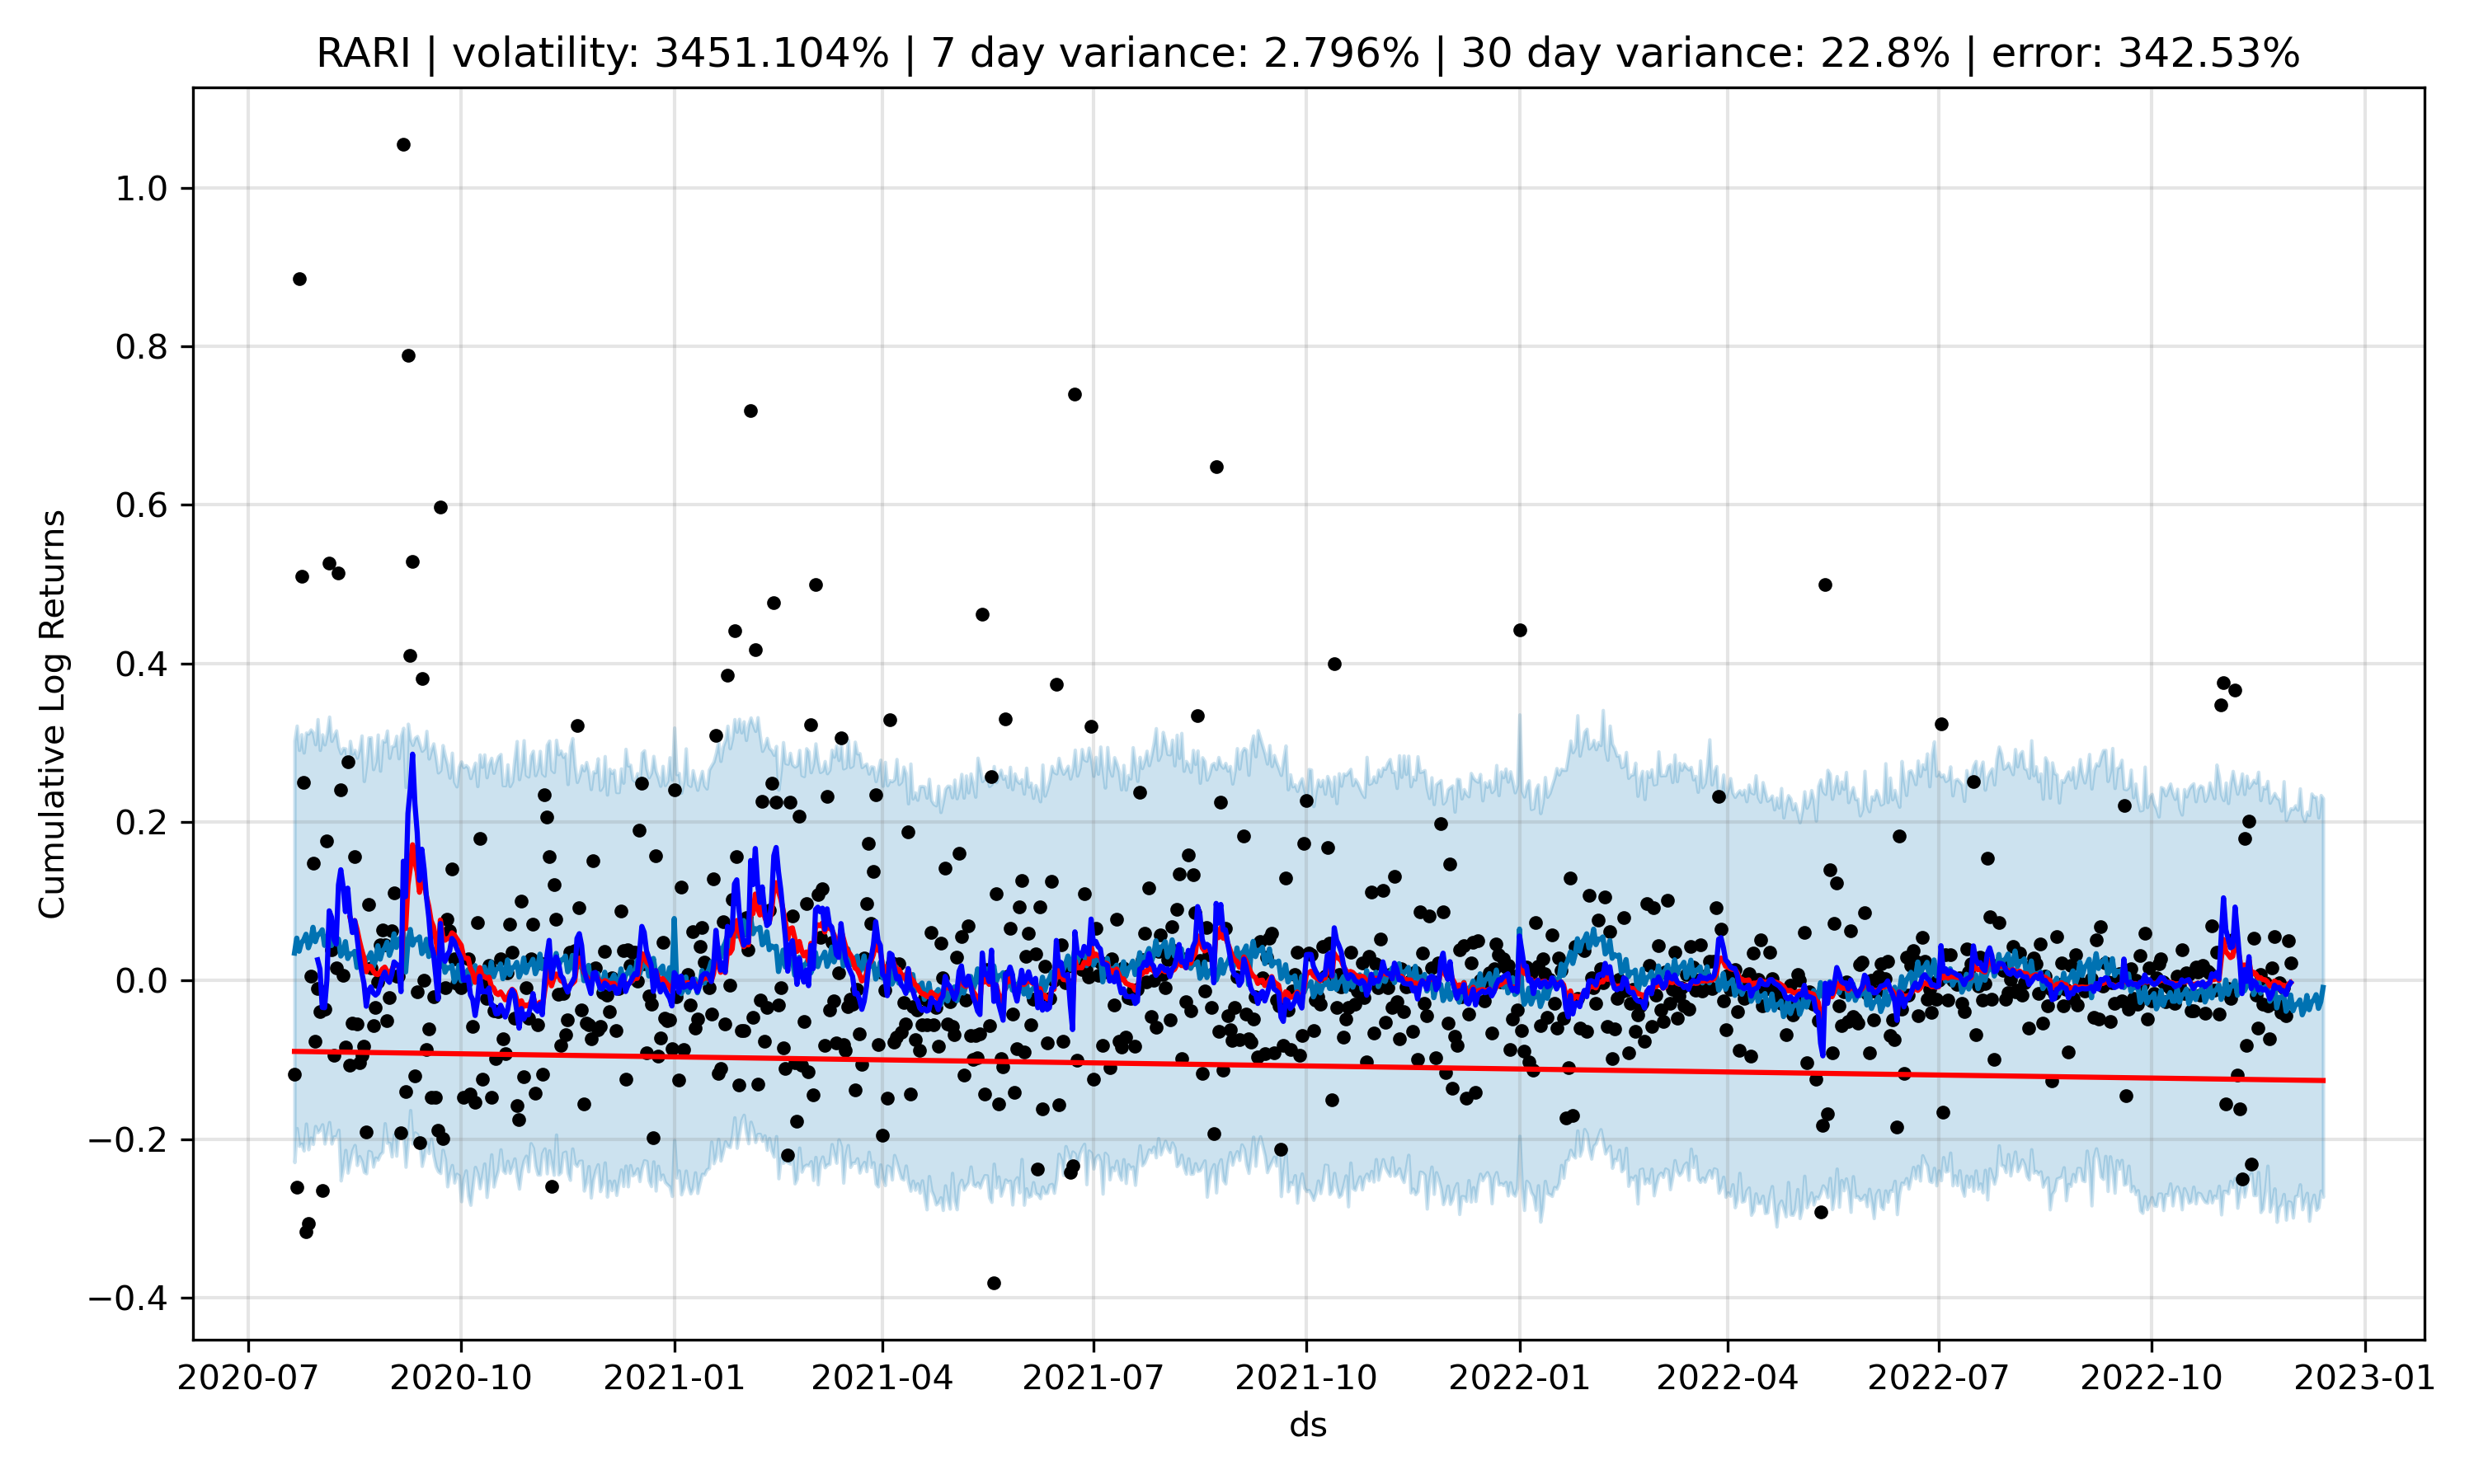 RARI | volatility: 3451.104% | 7 day variance: 2.796% | 30 day variance: 22.8% | error: 342.53%
Cumulative Log Returns
1.0
0.8
0.6
0.4
0.2
0.0
−0.2
−0.4
2020-07 2020-10 2021-01 2021-04 2021-07 2021-10 2022-01 2022-04 2022-07 2022-10 2023-01
ds